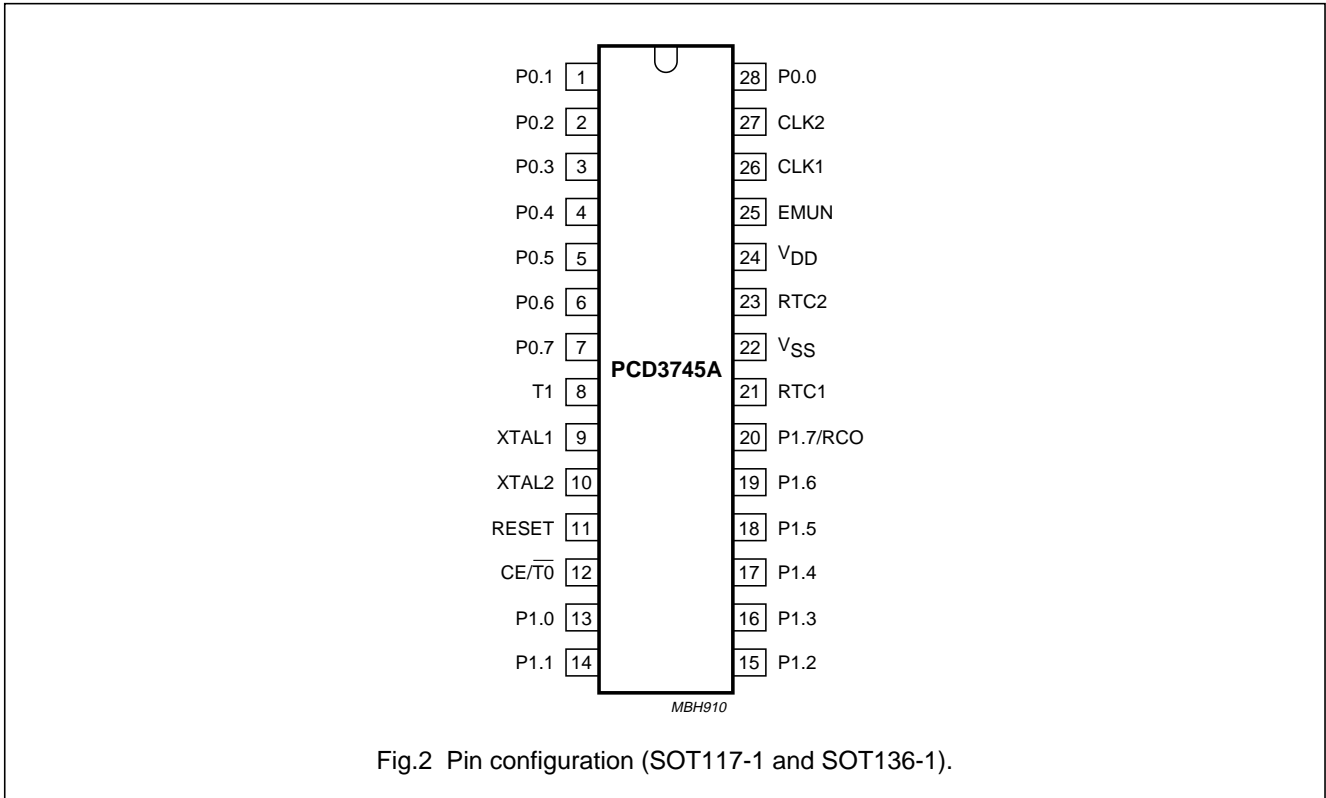 P0.1 1 28 P0.0
P0.2 2 27 CLK2
P0.3 3 26 CLK1
P0.4 4 25 EMUN
P0.5 5 24 VDD
P0.6 6 23 RTC2
P0.7 7 22 VSS
PCD3745A
T1 8 21 RTC1
XTAL1 9 20 P1.7/RCO
XTAL2 10 19 P1.6
RESET 11 18 P1.5
CE/T̅0̅ 12 17 P1.4
P1.0 13 16 P1.3
P1.1 14 15 P1.2
MBH910
Fig.2 Pin configuration (SOT117-1 and SOT136-1).